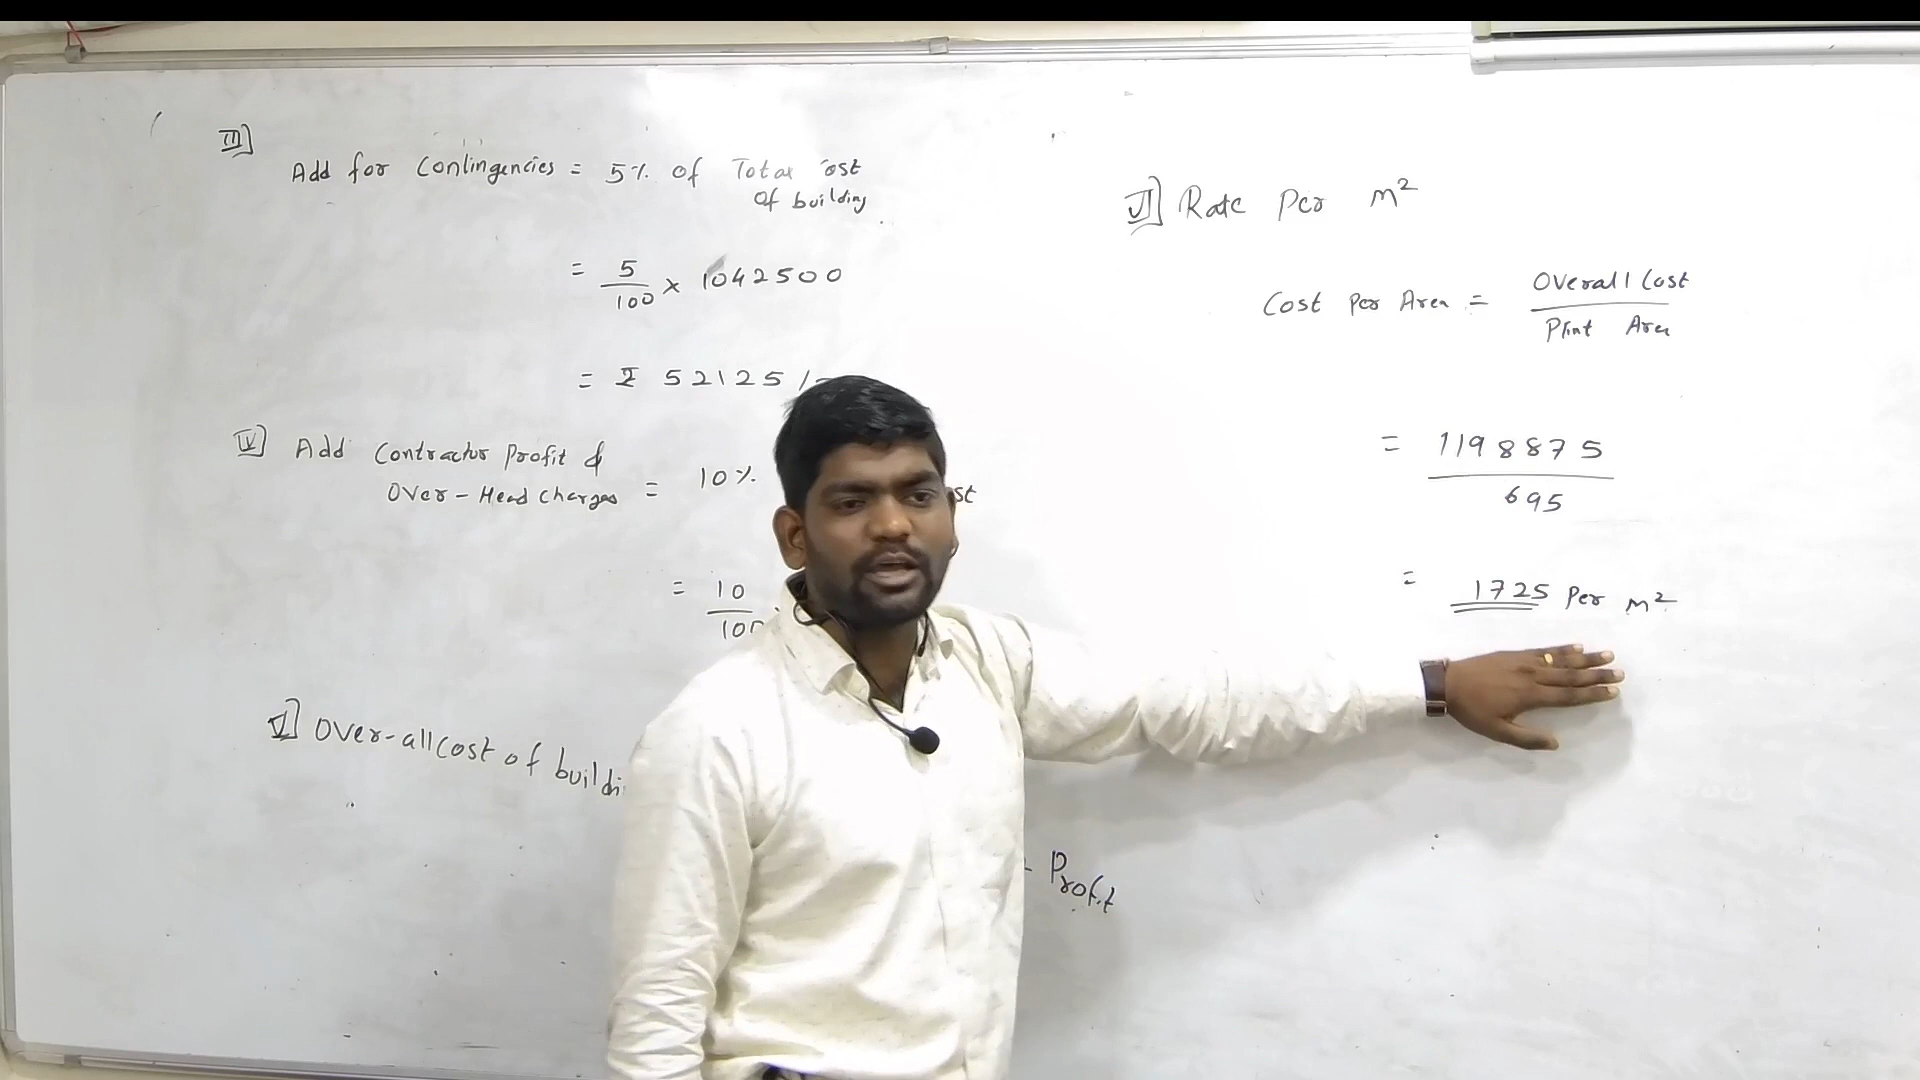 III]
Add for Contingencies = 5% of Total ost
of building
= 5/100 x 1042500
= ₹ 52125/-
IV] Add Contractor Profit &
Over-Head Charges = 10%
= 10/100
V] Over-all Cost of buildi
Profit
VI] Rate Per m²
Cost Per Area = Overall Cost / Plint Area
= 1198875 / 695
= 1725 Per m²